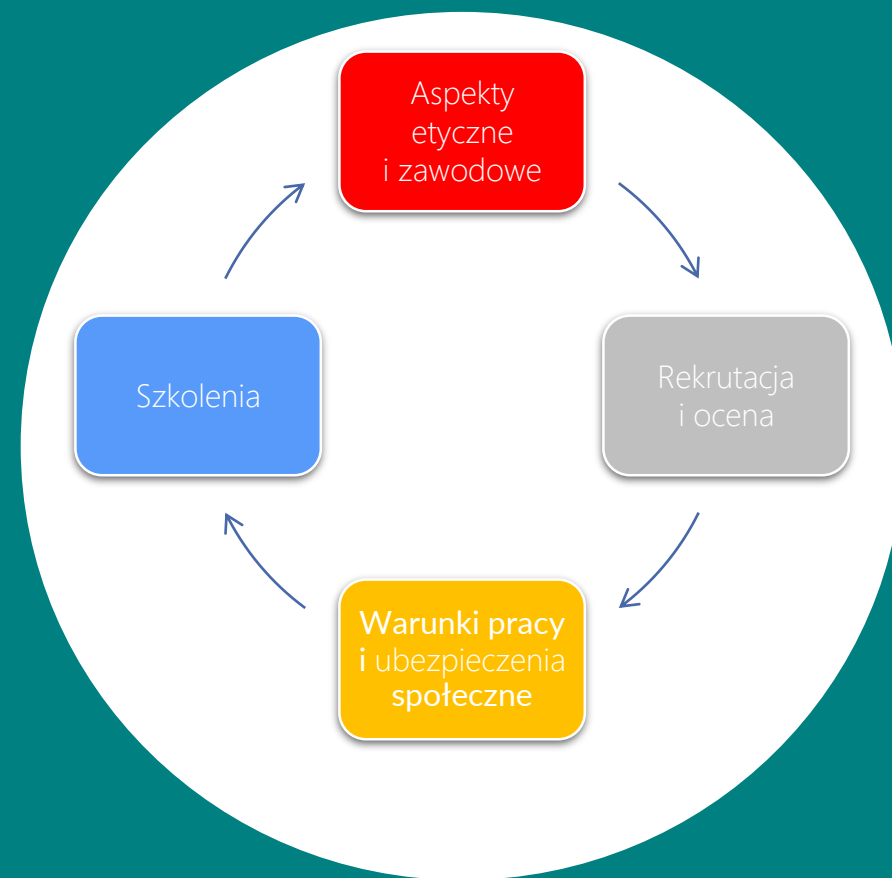 Aspekty
etyczne
i zawodowe
Rekrutacja
i ocena
Warunki pracy
i ubezpieczenia
społeczne
Szkolenia